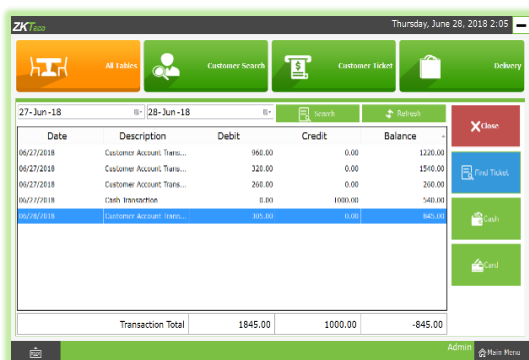 ZKTeco
Thursday, June 28, 2018 2:05
All Tables
Customer Search
Customer Ticket
Delivery
27-Jun-18 28-Jun-18 Search Refresh
Close
Find Ticket
Cash
Card
Date Description Debit Credit Balance
06/27/2018 Customer Account Trans... 960.00 0.00 1220.00
06/27/2018 Customer Account Trans... 320.00 0.00 1540.00
06/27/2018 Customer Account Trans... 260.00 0.00 260.00
06/27/2018 Cash Transaction 0.00 1000.00 540.00
06/28/2018 Customer Account Trans... 305.00 0.00 845.00
Transaction Total 1845.00 1000.00 -845.00
Admin
Main Menu